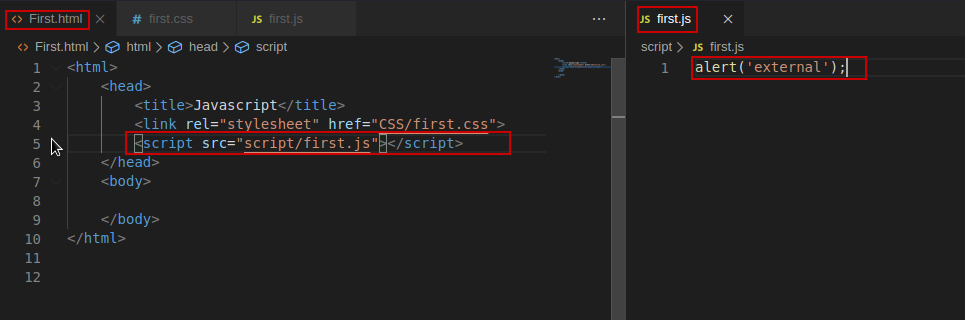 <> First.html × # first.css JS first.js ...
<> First.html > html > head > script
1 <html>
2 <head>
3 <title>Javascript</title>
4 <link rel="stylesheet" href="CSS/first.css">
5 <script src="script/first.js"></script>
6 </head>
7 <body>
8
9 </body>
10 </html>
11
12
JS first.js ×
script > JS first.js
1 alert('external');